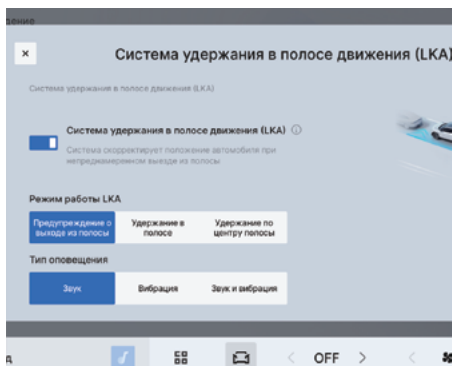 дение
× Система удержания в полосе движения (LKA)
Система удержания в полосе движения (LKA)
Система удержания в полосе движения (LKA) ⓘ
Система скорректирует положение автомобиля при
непреднамеренном выезде из полосы
Режим работы LKA
Предупреждение о
выходе из полосы
Удержание в
полосе
Удержание по
центру полосы
Тип оповещения
Звук
Вибрация
Звук и вибрация
д
< OFF > <